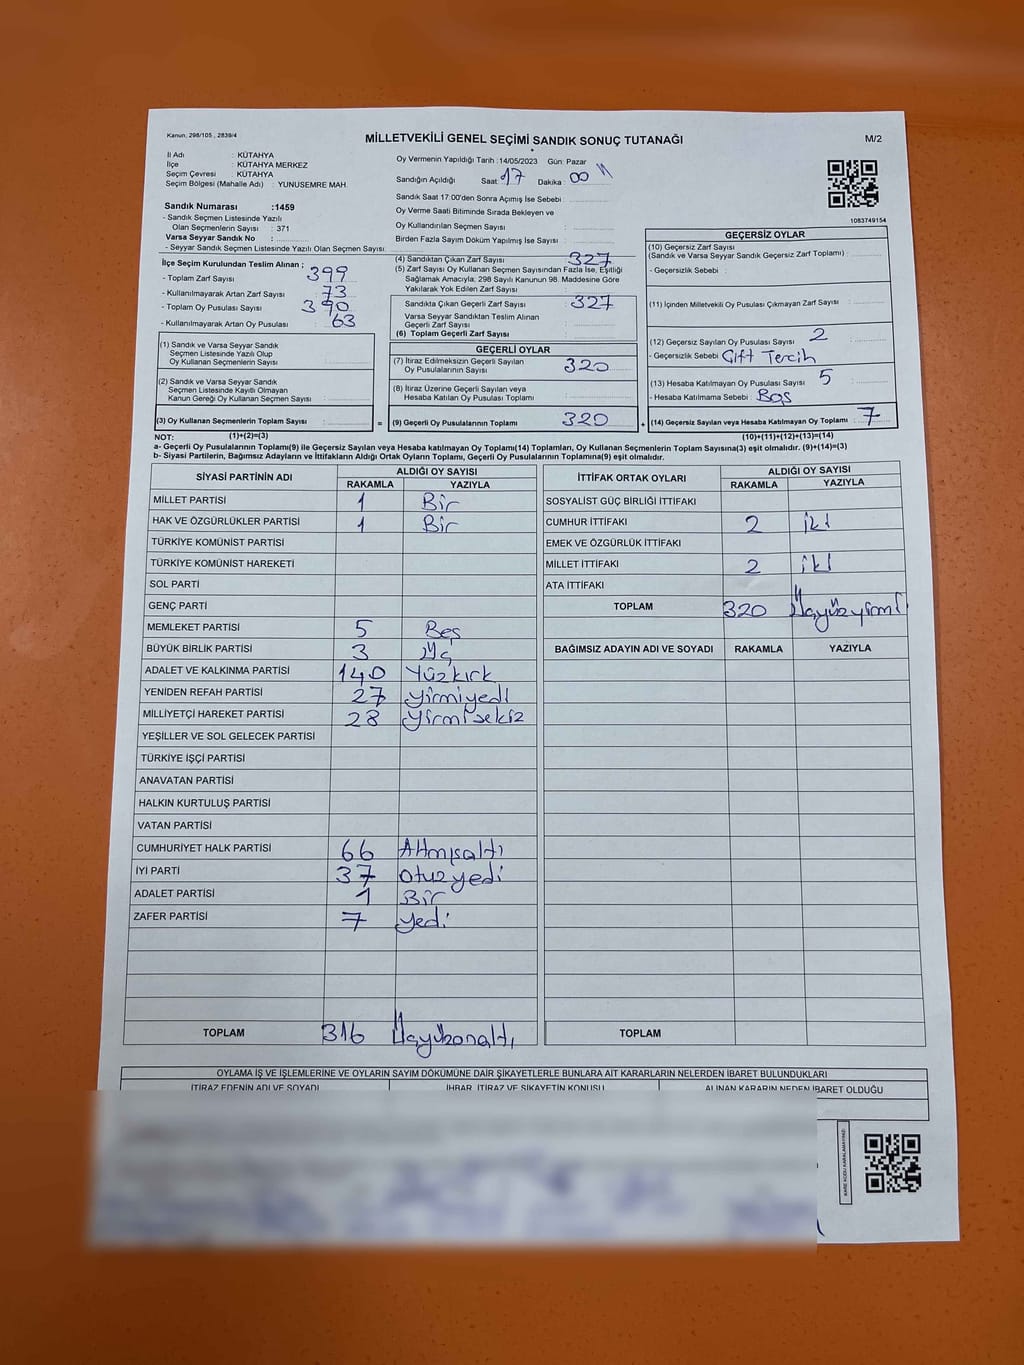 Kanun, 298/105 , 2839/4
MİLLETVEKİLİ GENEL SEÇİMİ SANDIK SONUÇ TUTANAĞI
M/2
İl Adı : KÜTAHYA
İlçe : KÜTAHYA MERKEZ
Seçim Çevresi : KÜTAHYA
Seçim Bölgesi (Mahalle Adı) : YUNUSEMRE MAH.
Sandık Numarası :1459
- Sandık Seçmen Listesinde Yazılı
Olan Seçmenlerin Sayısı : 371
Varsa Seyyar Sandık No :
- Seyyar Sandık Seçmen Listesinde Yazılı Olan Seçmen Sayısı:
Oy Vermenin Yapıldığı Tarih :14/05/2023 Gün: Pazar
Sandığın Açıldığı Saat: 17 Dakika : 00
Sandık Saat 17:00'den Sonra Açımış İse Sebebi :
Oy Verme Saati Bitiminde Sırada Bekleyen ve
Oy Kullandırılan Seçmen Sayısı :
Birden Fazla Sayım Döküm Yapılmış İse Sayısı :
1083749154
İlçe Seçim Kurulundan Teslim Alınan ;
- Toplam Zarf Sayısı : 399
- Kullanılmayarak Artan Zarf Sayısı : 73
- Toplam Oy Pusulası Sayısı : 390
- Kullanılmayarak Artan Oy Pusulası : 63
(4) Sandıktan Çıkan Zarf Sayısı : 327
(5) Zarf Sayısı Oy Kullanan Seçmen Sayısından Fazla İse, Eşitliği
Sağlamak Amacıyla; 298 Sayılı Kanunun 98. Maddesine Göre
Yakılarak Yok Edilen Zarf Sayısı :
Sandıkta Çıkan Geçerli Zarf Sayısı : 327
Varsa Seyyar Sandıktan Teslim Alınan
Geçerli Zarf Sayısı :
(6) Toplam Geçerli Zarf Sayısı :
GEÇERSİZ OYLAR
(10) Geçersiz Zarf Sayısı
(Sandık ve Varsa Seyyar Sandık Geçersiz Zarf Toplamı) :
- Geçersizlik Sebebi :
(11) İçinden Milletvekili Oy Pusulası Çıkmayan Zarf Sayısı :
(12) Geçersiz Sayılan Oy Pusulası Sayısı : 2
- Geçersizlik Sebebi : Çift Tercih
(13) Hesaba Katılmayan Oy Pusulası Sayısı : 5
- Hesaba Katılmama Sebebi : Boş
(14) Geçersiz Sayılan veya Hesaba Katılmayan Oy Toplamı : 7
(1) Sandık ve Varsa Seyyar Sandık
Seçmen Listesinde Yazılı Olup
Oy Kullanan Seçmenlerin Sayısı :
(2) Sandık ve Varsa Seyyar Sandık
Seçmen Listesinde Kayıtlı Olmayan
Kanun Gereği Oy Kullanan Seçmen Sayısı :
(3) Oy Kullanan Seçmenlerin Toplam Sayısı : =
GEÇERLİ OYLAR
(7) İtiraz Edilmeksizin Geçerli Sayılan
Oy Pusulalarının Sayısı : 320
(8) İtiraz Üzerine Geçerli Sayılan veya
Hesaba Katılan Oy Pusulası Toplamı :
(9) Geçerli Oy Pusulalarının Toplamı : 320 +
NOT: (1)+(2)=(3) (10)+(11)+(12)+(13)=(14)
a- Geçerli Oy Pusulalarının Toplamı(9) ile Geçersiz Sayılan veya Hesaba katılmayan Oy Toplamı(14) Toplamları, Oy Kullanan Seçmenlerin Toplam Sayısına(3) eşit olmalıdır. (9)+(14)=(3)
b- Siyasi Partilerin, Bağımsız Adayların ve İttifakların Aldığı Ortak Oyların Toplamı, Geçerli Oy Pusulalarının Toplamına(9) eşit olmalıdır.
SİYASİ PARTİNİN ADI ALDIĞI OY SAYISI
RAKAMLA YAZIYLA
MİLLET PARTİSİ 1 Bir
HAK VE ÖZGÜRLÜKLER PARTİSİ 1 Bir
TÜRKİYE KOMÜNİST PARTİSİ
TÜRKİYE KOMÜNİST HAREKETİ
SOL PARTİ
GENÇ PARTİ
MEMLEKET PARTİSİ 5 Beş
BÜYÜK BİRLİK PARTİSİ 3 Üç
ADALET VE KALKINMA PARTİSİ 140 Yüzkırk
YENİDEN REFAH PARTİSİ 27 yirmiyedi
MİLLİYETÇİ HAREKET PARTİSİ 28 yirmisekiz
YEŞİLLER VE SOL GELECEK PARTİSİ
TÜRKİYE İŞÇİ PARTİSİ
ANAVATAN PARTİSİ
HALKIN KURTULUŞ PARTİSİ
VATAN PARTİSİ
CUMHURİYET HALK PARTİSİ 66 Altmışaltı
İYİ PARTİ 37 otuzyedi
ADALET PARTİSİ 1 Bir
ZAFER PARTİSİ 7 yedi
TOPLAM 316 Üçyüzonaltı
İTTİFAK ORTAK OYLARI ALDIĞI OY SAYISI
RAKAMLA YAZIYLA
SOSYALİST GÜÇ BİRLİĞİ İTTİFAKI
CUMHUR İTTİFAKI 2 iki
EMEK VE ÖZGÜRLÜK İTTİFAKI
MİLLET İTTİFAKI 2 iki
ATA İTTİFAKI
TOPLAM 320 Üçyüzyirmi
BAĞIMSIZ ADAYIN ADI VE SOYADI RAKAMLA YAZIYLA
TOPLAM
OYLAMA İŞ VE İŞLEMLERİNE VE OYLARIN SAYIM DÖKÜMÜNE DAİR ŞİKAYETLERLE BUNLARA AİT KARARLARIN NELERDEN İBARET BULUNDUKLARI
İTİRAZ EDENİN ADI VE SOYADI İHBAR, İTİRAZ VE ŞİKAYETİN KONUSU ALINAN KARARIN NEDEN İBARET OLDUĞU
KARE KODU KARALAMAYINIZ!